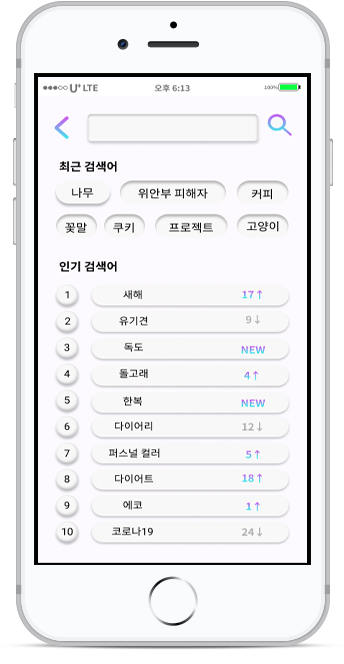 U+ LTE 오후 6:13 100%
최근 검색어
나무 위안부 피해자 커피
꽃말 쿠키 프로젝트 고양이
인기 검색어
1 새해 17↑
2 유기견 9↓
3 독도 NEW
4 돌고래 4↑
5 한복 NEW
6 다이어리 12↓
7 퍼스널 컬러 5↑
8 다이어트 18↑
9 에코 1↑
10 코로나19 24↓